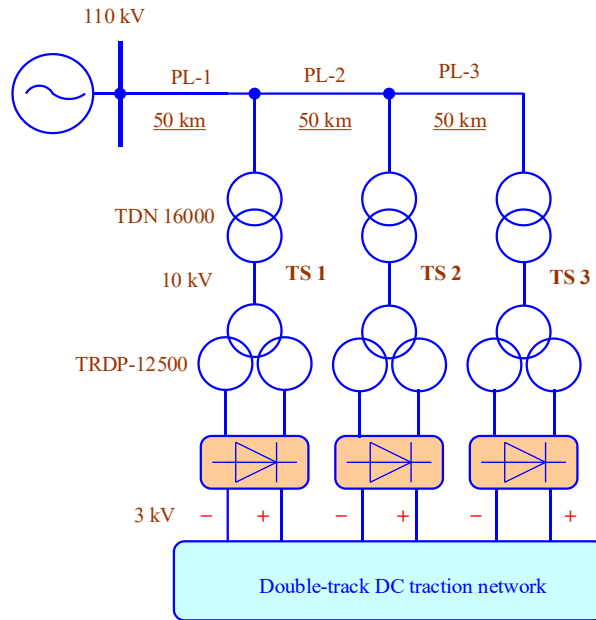 110 kV
PL-1 PL-2 PL-3
50 km 50 km 50 km
TDN 16000
TS 1 TS 2 TS 3
10 kV
TRDP-12500
3 kV − + − + − +
Double-track DC traction network